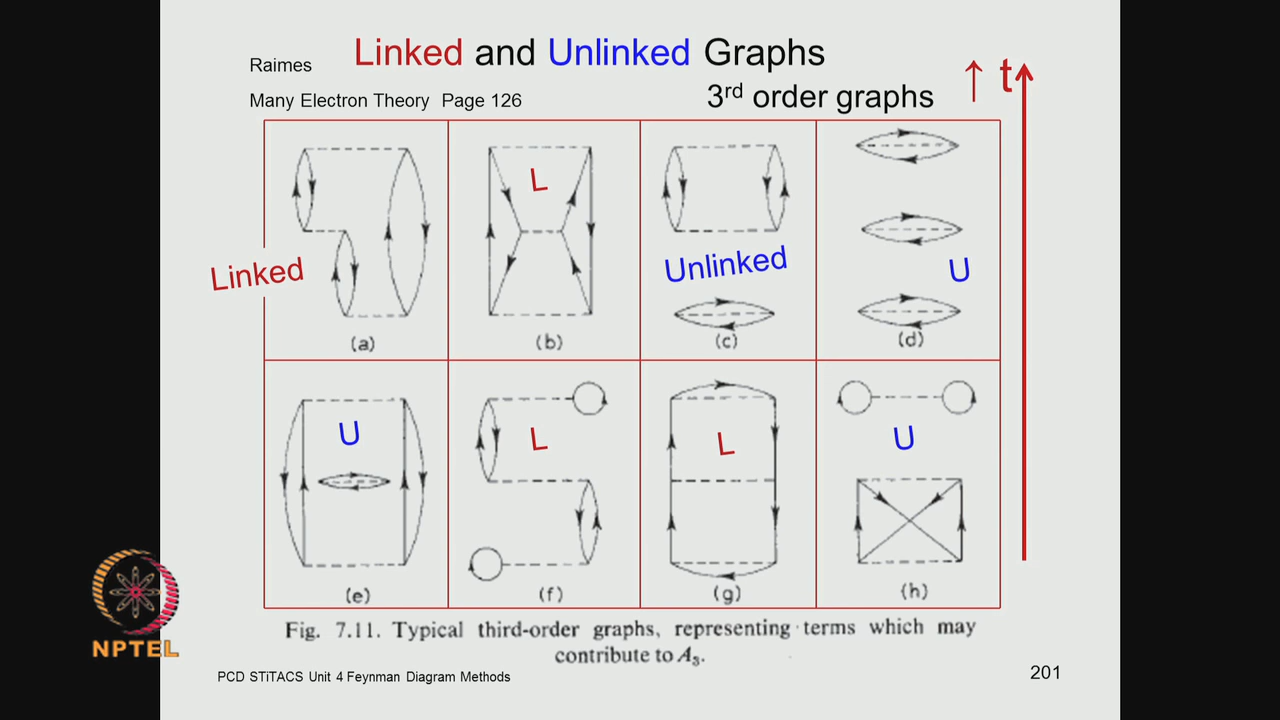 Linked and Unlinked Graphs
Raimes
Many Electron Theory Page 126
3rd order graphs ↑ t
Linked
(a)
L
(b)
Unlinked
(c)
U
(d)
U
(e)
L
(f)
L
(g)
U
(h)
Fig. 7.11. Typical third-order graphs, representing terms which may
contribute to A₃.
NPTEL
PCD STiTACS Unit 4 Feynman Diagram Methods
201